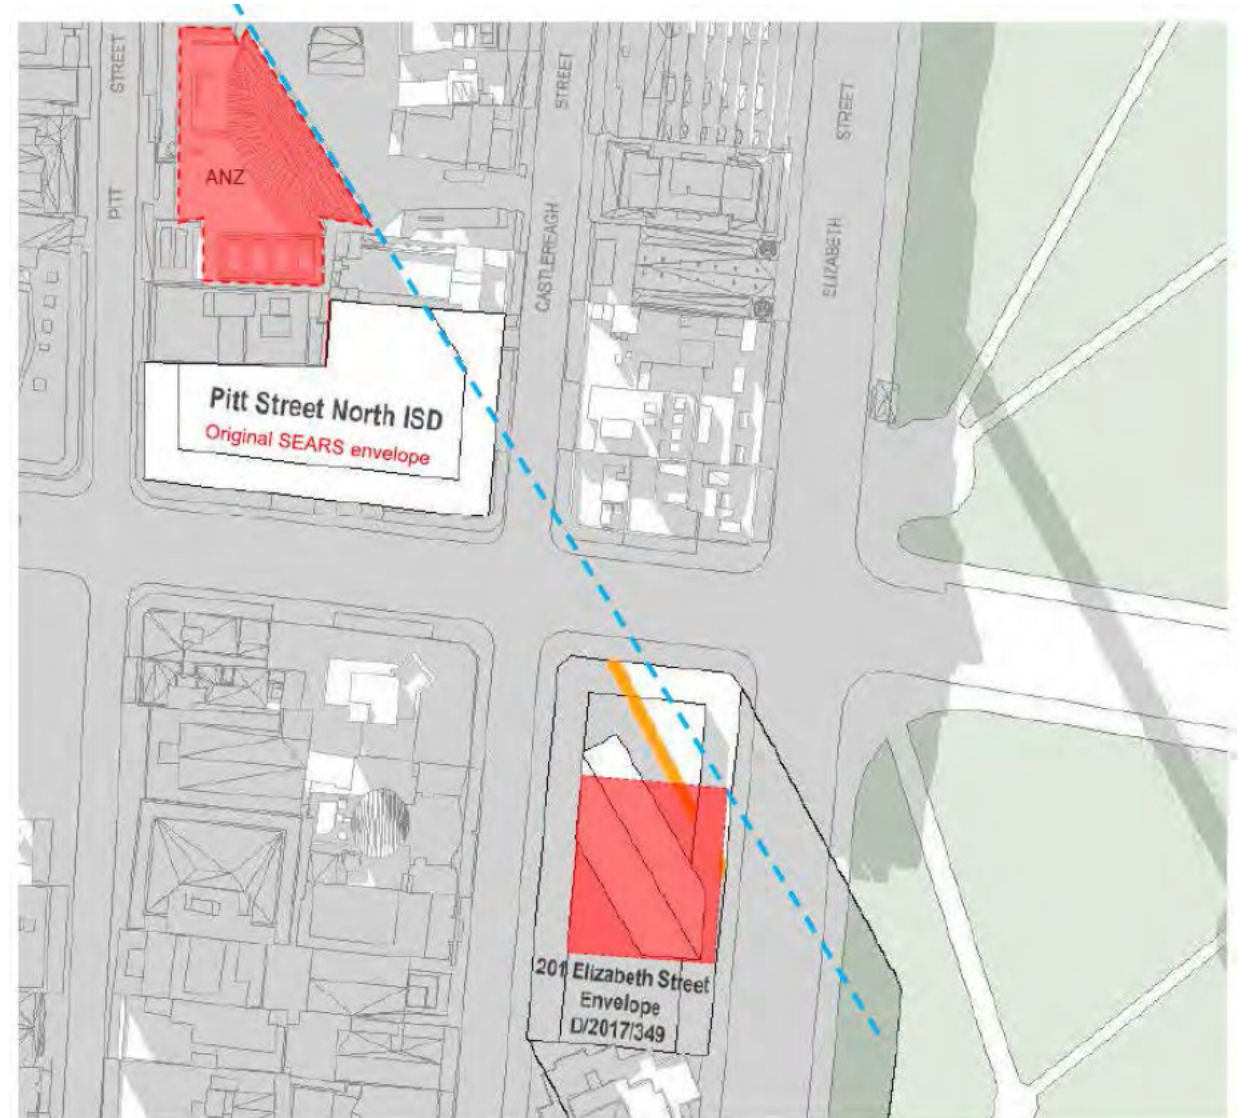 STREET
PITT
ANZ
STREET
CASTLEREAGH
STREET
ELIZABETH
Pitt Street North ISD
Original SEARS envelope
201 Elizabeth Street
Envelope
D/2017/349